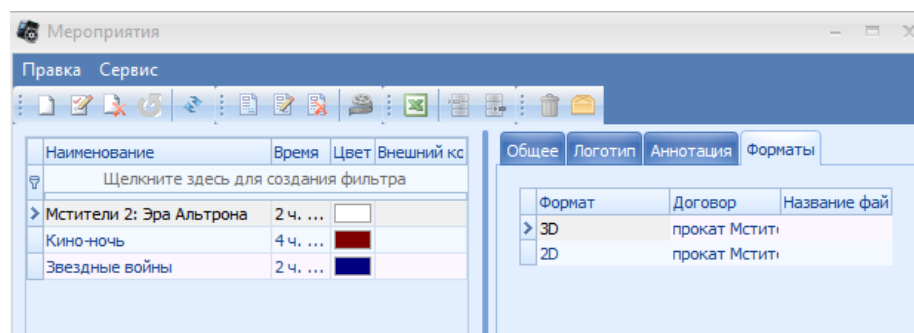 Мероприятия
Правка Сервис
Наименование Время Цвет Внешний кс
Щелкните здесь для создания фильтра
Мстители 2: Эра Альтрона 2 ч. ...
Кино-ночь 4 ч. ...
Звездные войны 2 ч. ...
Общее Логотип Аннотация Форматы
Формат Договор Название фай
3D прокат Мстит
2D прокат Мстит